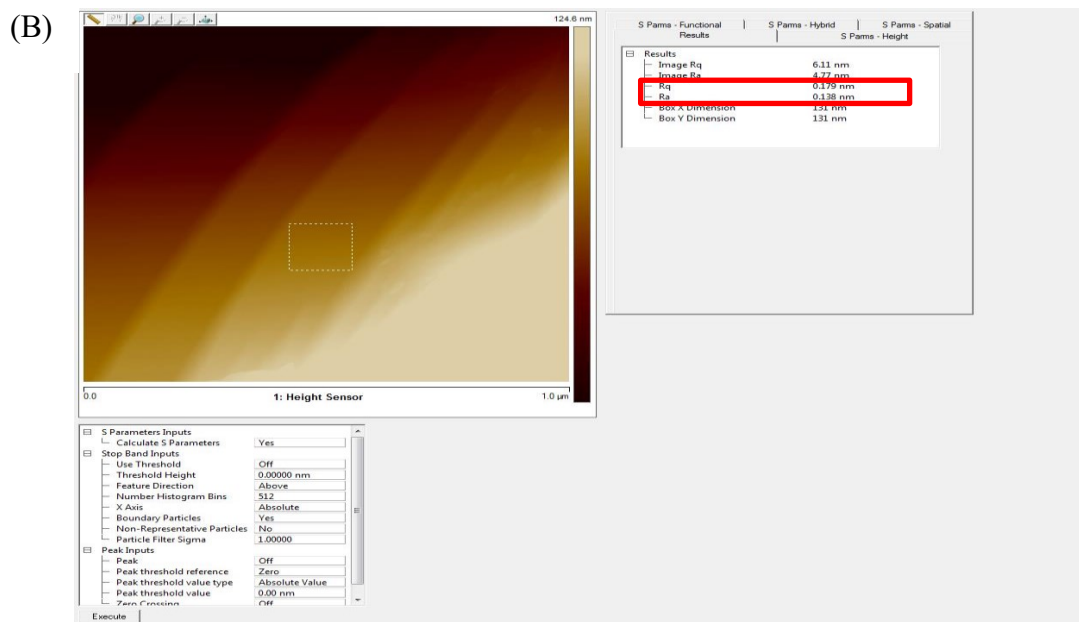 (B)
124.6 nm
0.0 1: Height Sensor 1.0 µm
S Parms - Functional S Parms - Hybrid S Parms - Spatial
Results S Parms - Height
Results
Image Rq 6.11 nm
Image Ra 4.77 nm
Rq 0.179 nm
Ra 0.138 nm
Box X Dimension 131 nm
Box Y Dimension 131 nm
S Parameters Inputs
Calculate S Parameters Yes
Stop Band Inputs
Use Threshold Off
Threshold Height 0.00000 nm
Feature Direction Above
Number Histogram Bins 512
X Axis Absolute
Boundary Particles Yes
Non-Representative Particles No
Particle Filter Sigma 1.00000
Peak Inputs
Peak Off
Peak threshold reference Zero
Peak threshold value type Absolute Value
Peak threshold value 0.00 nm
Zero Crossing Off
Execute